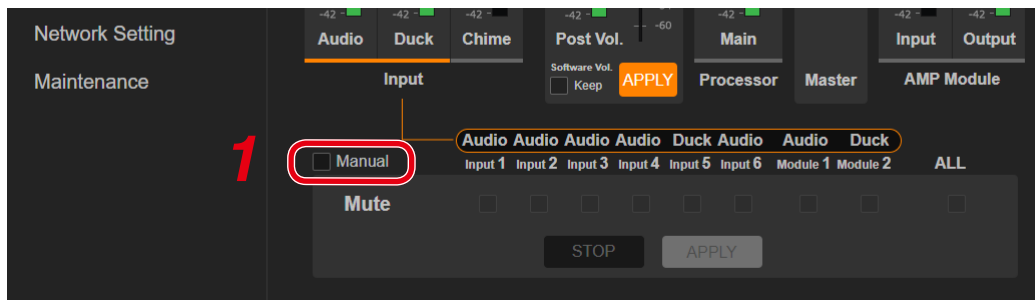 Network Setting
Maintenance
-42 - -42 - -42 - -42 - -60 -42 - -42 - -42 -
Audio Duck Chime Post Vol. Main Input Output
Software Vol.
Input Keep APPLY Processor Master AMP Module
1
Audio Audio Audio Audio Duck Audio Audio Duck
Manual Input 1 Input 2 Input 3 Input 4 Input 5 Input 6 Module 1 Module 2 ALL
Mute
STOP APPLY